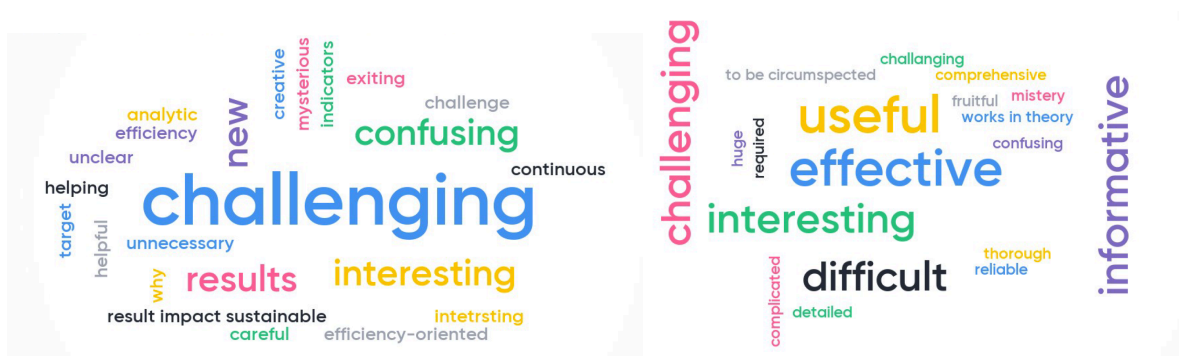 creative
mysterious
indicators
exiting
analytic
new
challenge
efficiency
confusing
unclear
continuous
helping
challenging
target
helpful
unnecessary
why
results
interesting
result impact sustainable
intetrsting
careful
efficiency-oriented
challenging
challanging
to be circumspected
comprehensive
useful
fruitful
mistery
works in theory
informative
huge
required
confusing
effective
interesting
thorough
difficult
reliable
complicated
detailed